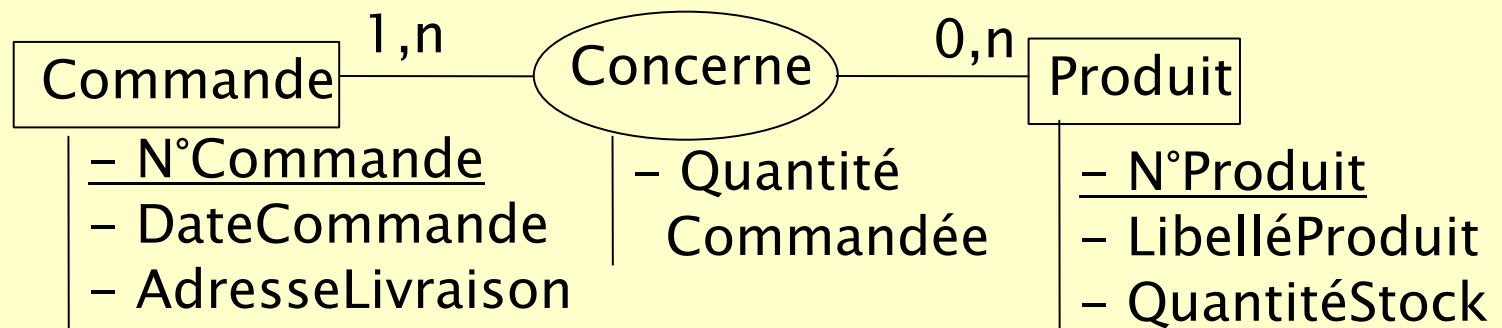 1,n
0,n
Commande
Concerne
Produit
– N°Commande
– DateCommande
– AdresseLivraison
– Quantité
Commandée
– N°Produit
– LibelléProduit
– QuantitéStock